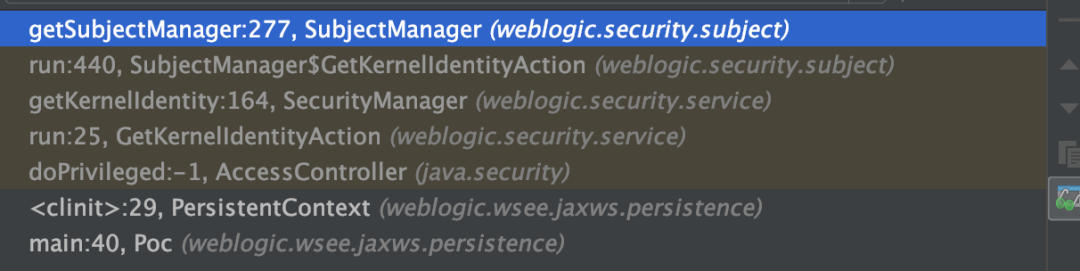 getSubjectManager:277, SubjectManager (weblogic.security.subject)
run:440, SubjectManager$GetKernelIdentityAction (weblogic.security.subject)
getKernelIdentity:164, SecurityManager (weblogic.security.service)
run:25, GetKernelIdentityAction (weblogic.security.service)
doPrivileged:-1, AccessController (java.security)
<clinit>:29, PersistentContext (weblogic.wsee.jaxws.persistence)
main:40, Poc (weblogic.wsee.jaxws.persistence)